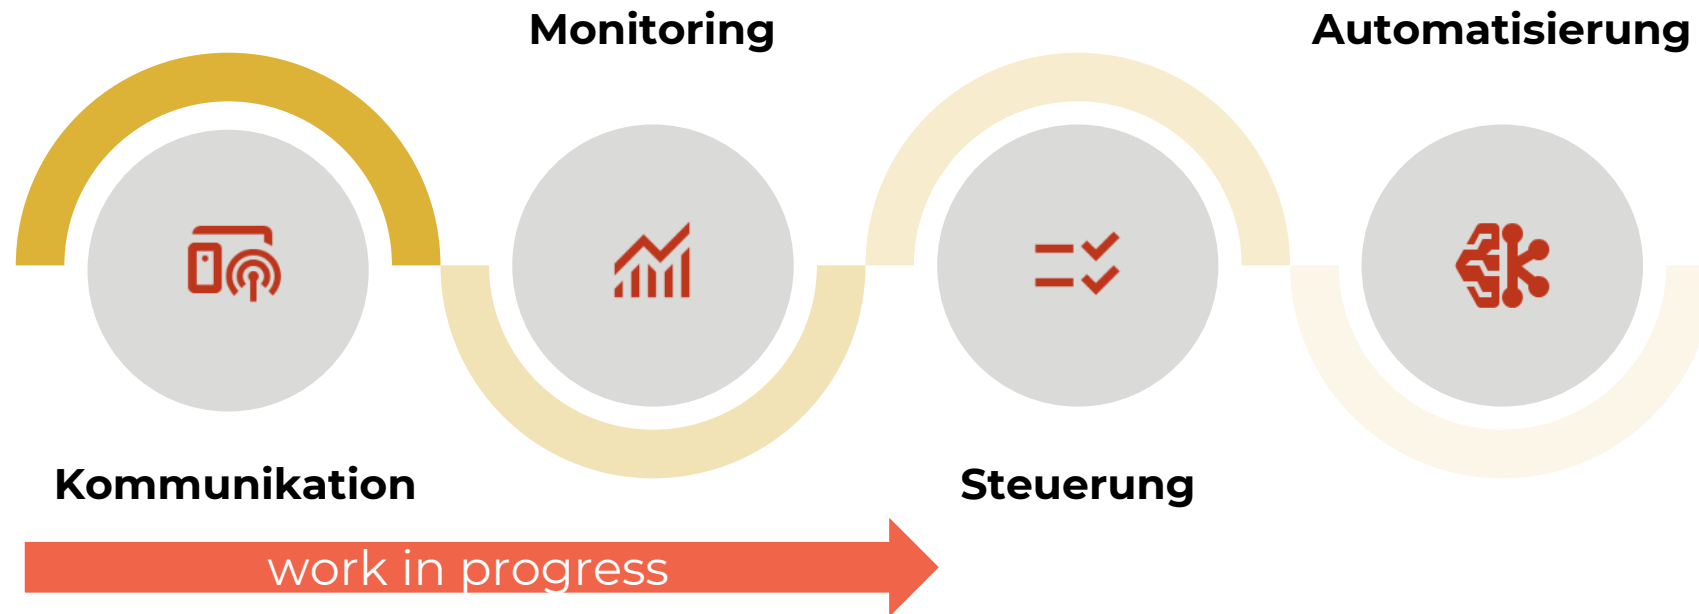 Monitoring
Automatisierung
Kommunikation
Steuerung
work in progress